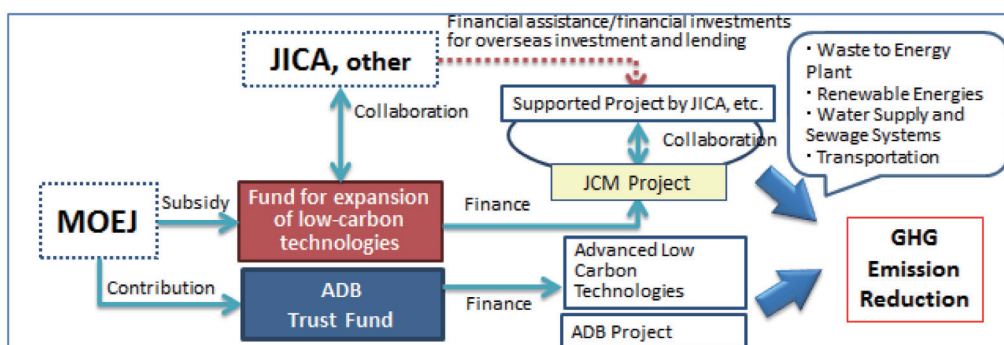 Financial assistance/financial investments
for overseas investment and lending
JICA, other
Collaboration
Supported Project by JICA, etc.
Collaboration
JCM Project
・Waste to Energy
Plant
・Renewable Energies
・Water Supply and
Sewage Systems
・Transportation
MOEJ
Subsidy
Fund for expansion
of low-carbon
technologies
Finance
Contribution
ADB
Trust Fund
Finance
Advanced Low
Carbon
Technologies
ADB Project
GHG
Emission
Reduction